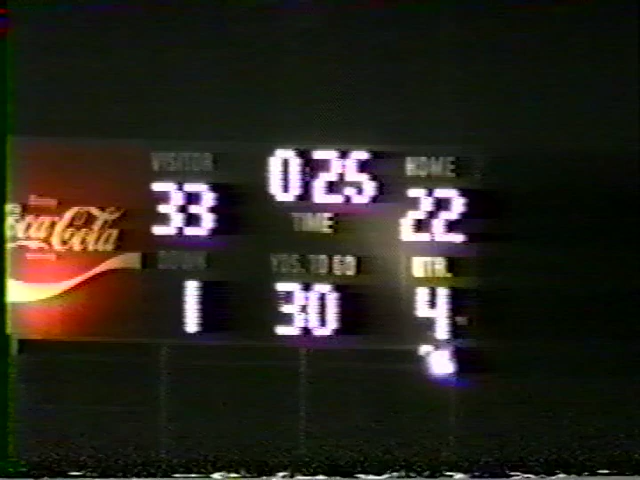 VISITOR 0:25 HOME
33 TIME 22
DOWN YDS. TO GO QTR.
1 30 4
Coca-Cola